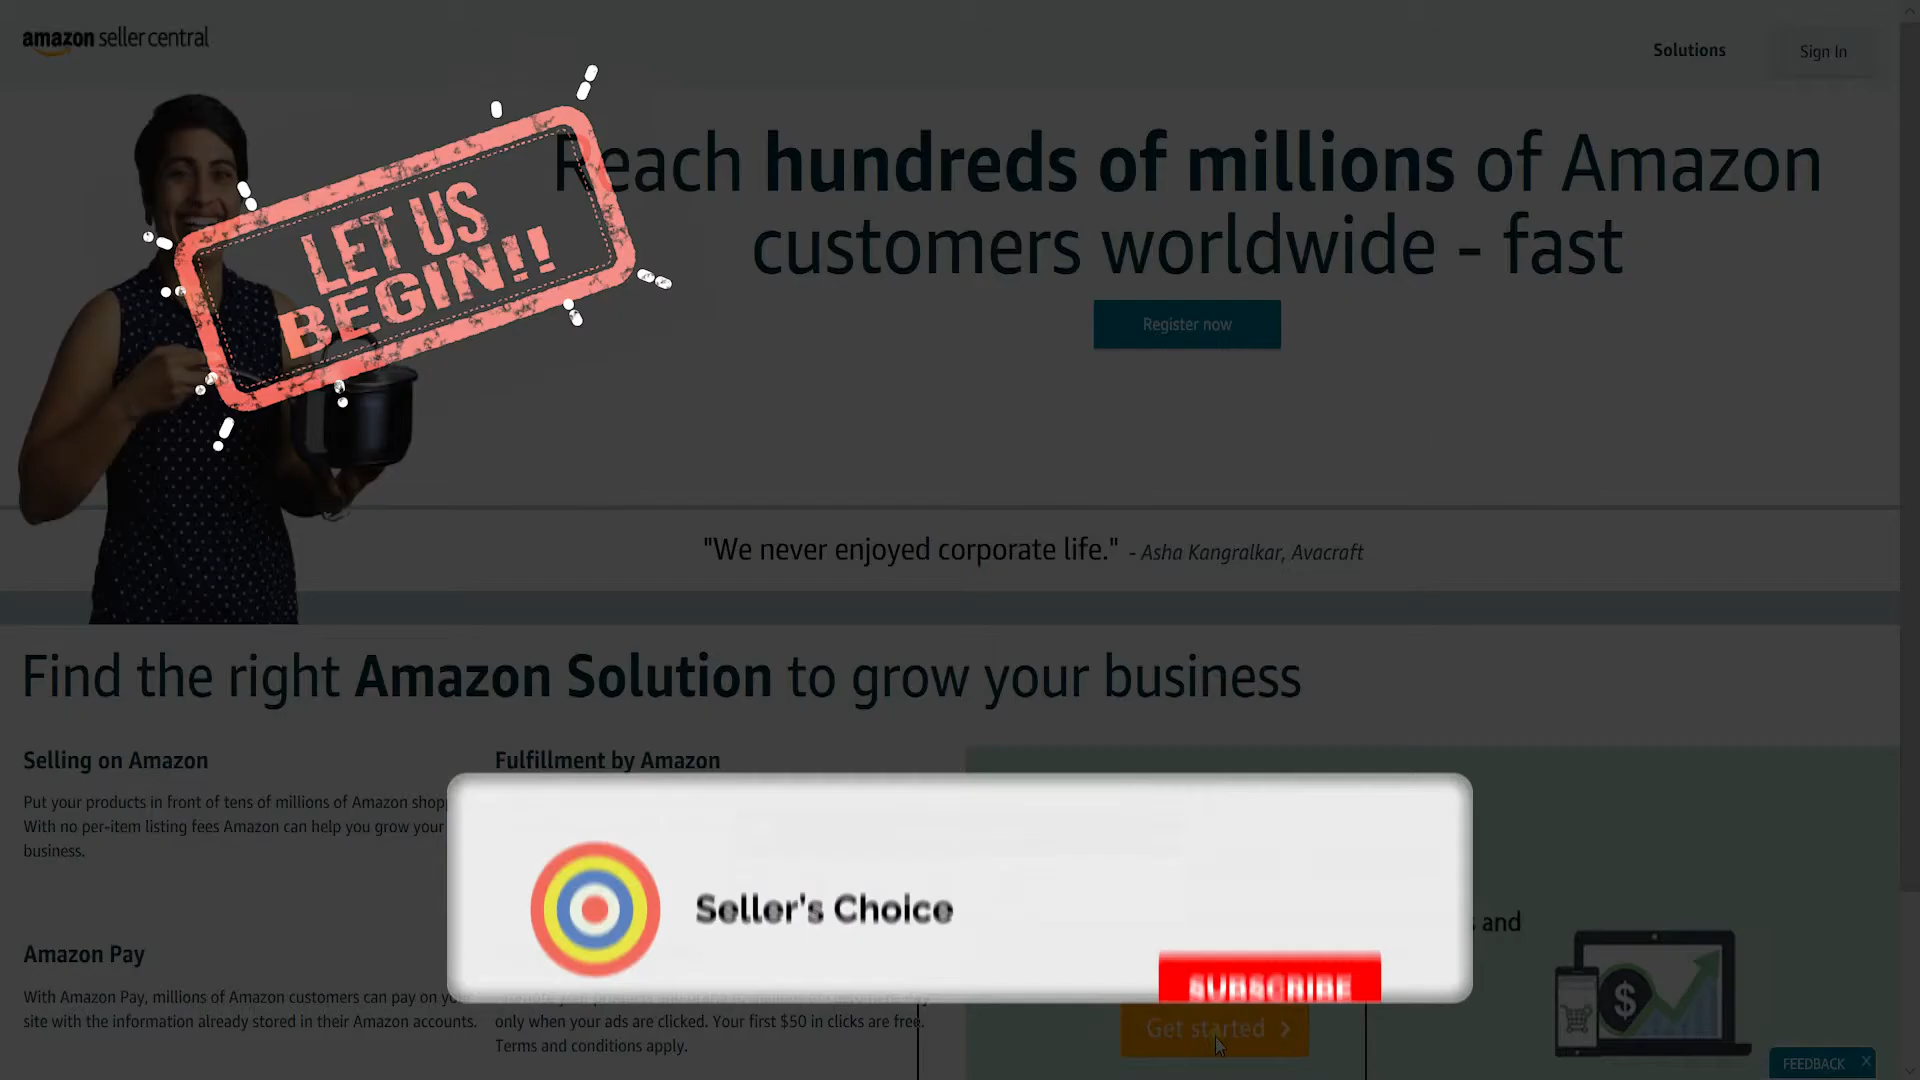 amazon seller central
Solutions
Sign In
LET US
BEGIN!!
Reach hundreds of millions of Amazon
customers worldwide - fast
Register now
"We never enjoyed corporate life." - Asha Kangralkar, Avacraft
Find the right Amazon Solution to grow your business
Selling on Amazon
Put your products in front of tens of millions of Amazon
With no per-item listing fees Amazon can help you grow your
business.
Fulfillment by Amazon
Seller's Choice
SUBSCRIBE
and
Amazon Pay
With Amazon Pay, millions of Amazon customers can pay on
site with the information already stored in their Amazon accounts.
only when your ads are clicked. Your first $50 in clicks are free.
Terms and conditions apply.
Get started
$
FEEDBACK X